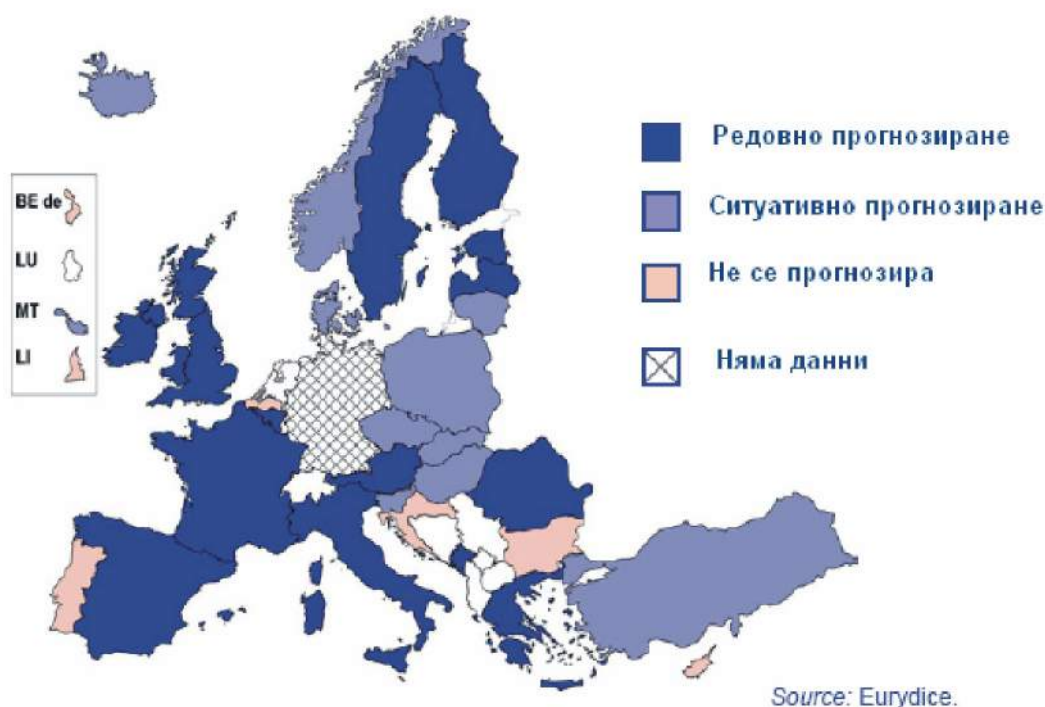 Редовно прогнозиране
Ситуативно прогнозиране
Не се прогнозира
Няма данни
BE de
LU
MT
LI
Source: Eurydice.